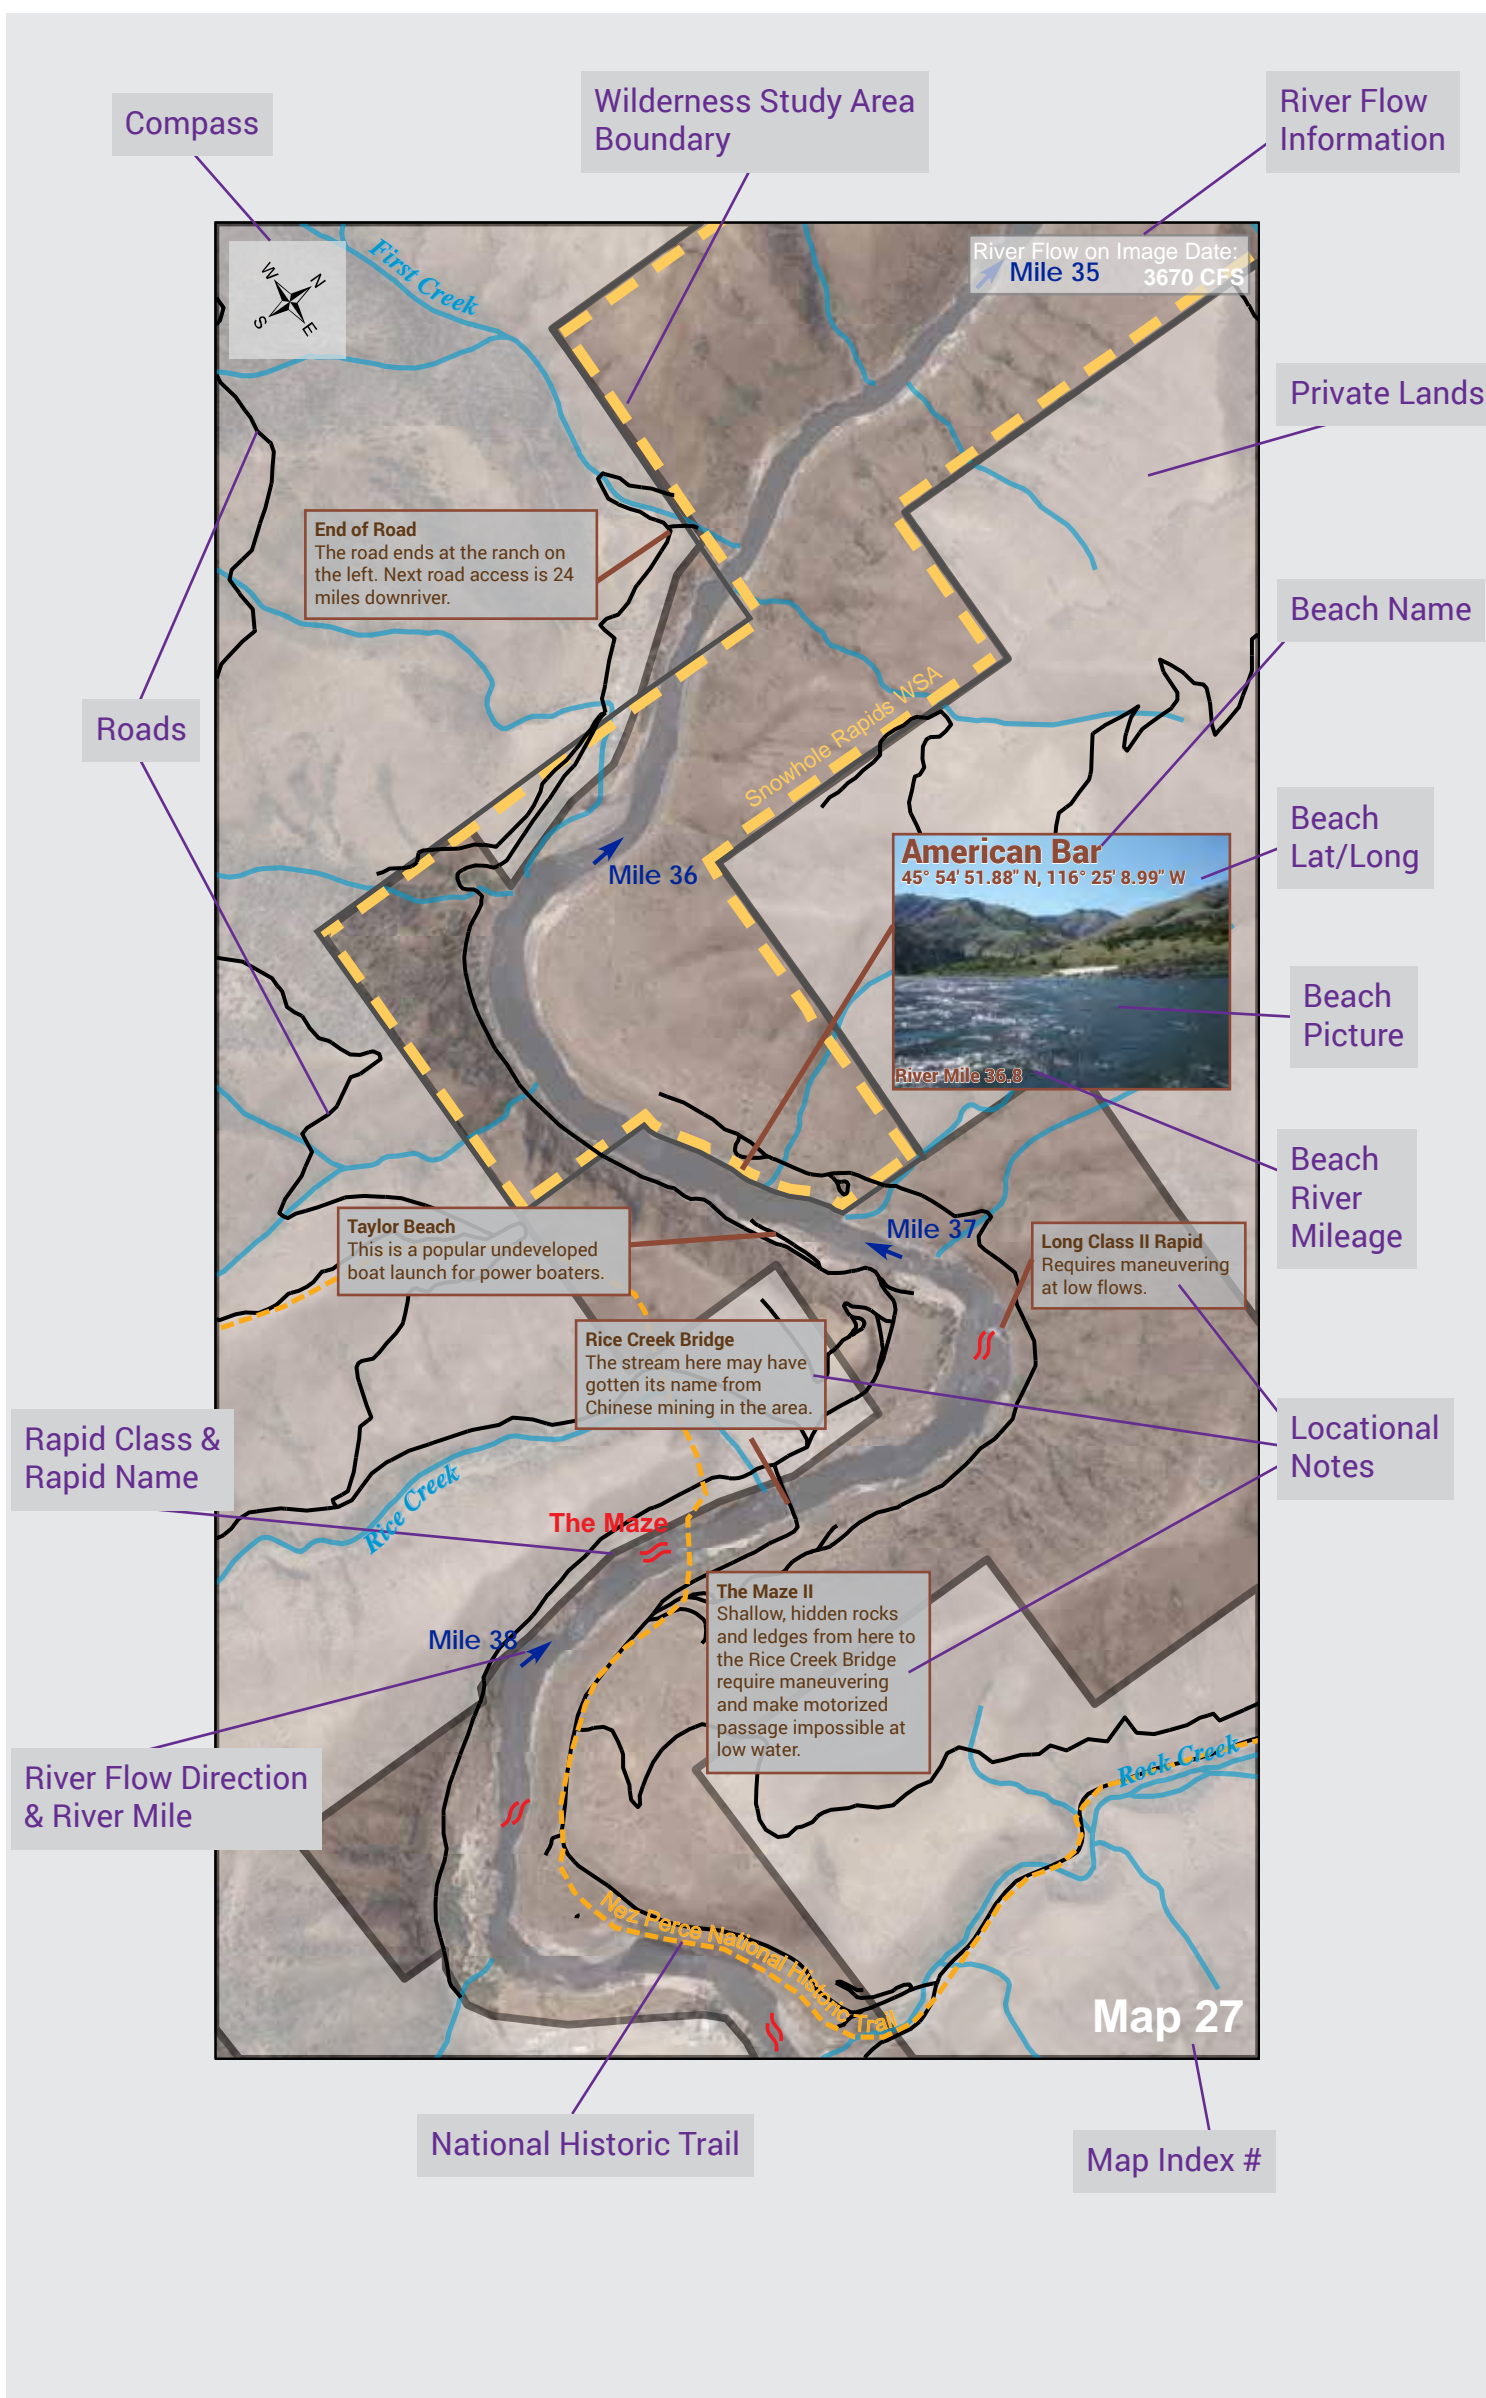 Compass
Wilderness Study Area
Boundary
River Flow
Information
W
N
S
E
First Creek
River Flow on Image Date:
Mile 35
3670 CFS
Private Lands
End of Road
The road ends at the ranch on
the left. Next road access is 24
miles downriver.
Beach Name
Roads
Snowhole Rapids WSA
Beach
Lat/Long
Mile 36
American Bar
45° 54' 51.88" N, 116° 25' 8.99" W
River Mile 36.8
Beach
Picture
Beach
River
Mileage
Taylor Beach
This is a popular undeveloped
boat launch for power boaters.
Mile 37
Long Class II Rapid
Requires maneuvering
at low flows.
Rice Creek Bridge
The stream here may have
gotten its name from
Chinese mining in the area.
Rapid Class &
Rapid Name
Locational
Notes
Rice Creek
The Maze
The Maze II
Shallow, hidden rocks
and ledges from here to
the Rice Creek Bridge
require maneuvering
and make motorized
passage impossible at
low water.
Mile 38
River Flow Direction
& River Mile
Rock Creek
Nez Perce National Historic Trail
Map 27
National Historic Trail
Map Index #